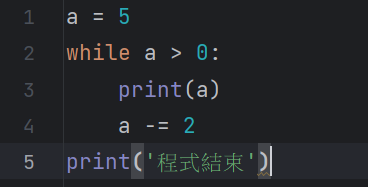 1 a = 5
2 while a > 0:
3     print(a)
4     a -= 2
5 print('程式結束')